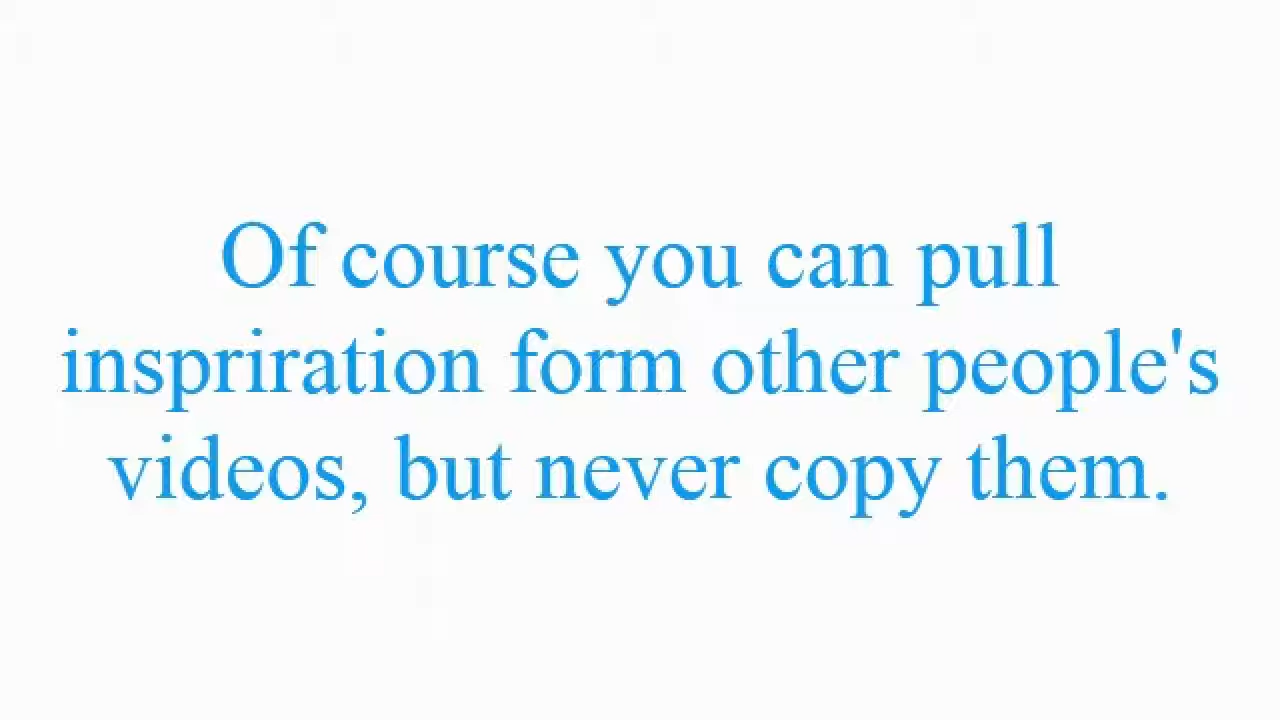 Of course you can pull
inspriration form other people's
videos, but never copy them.